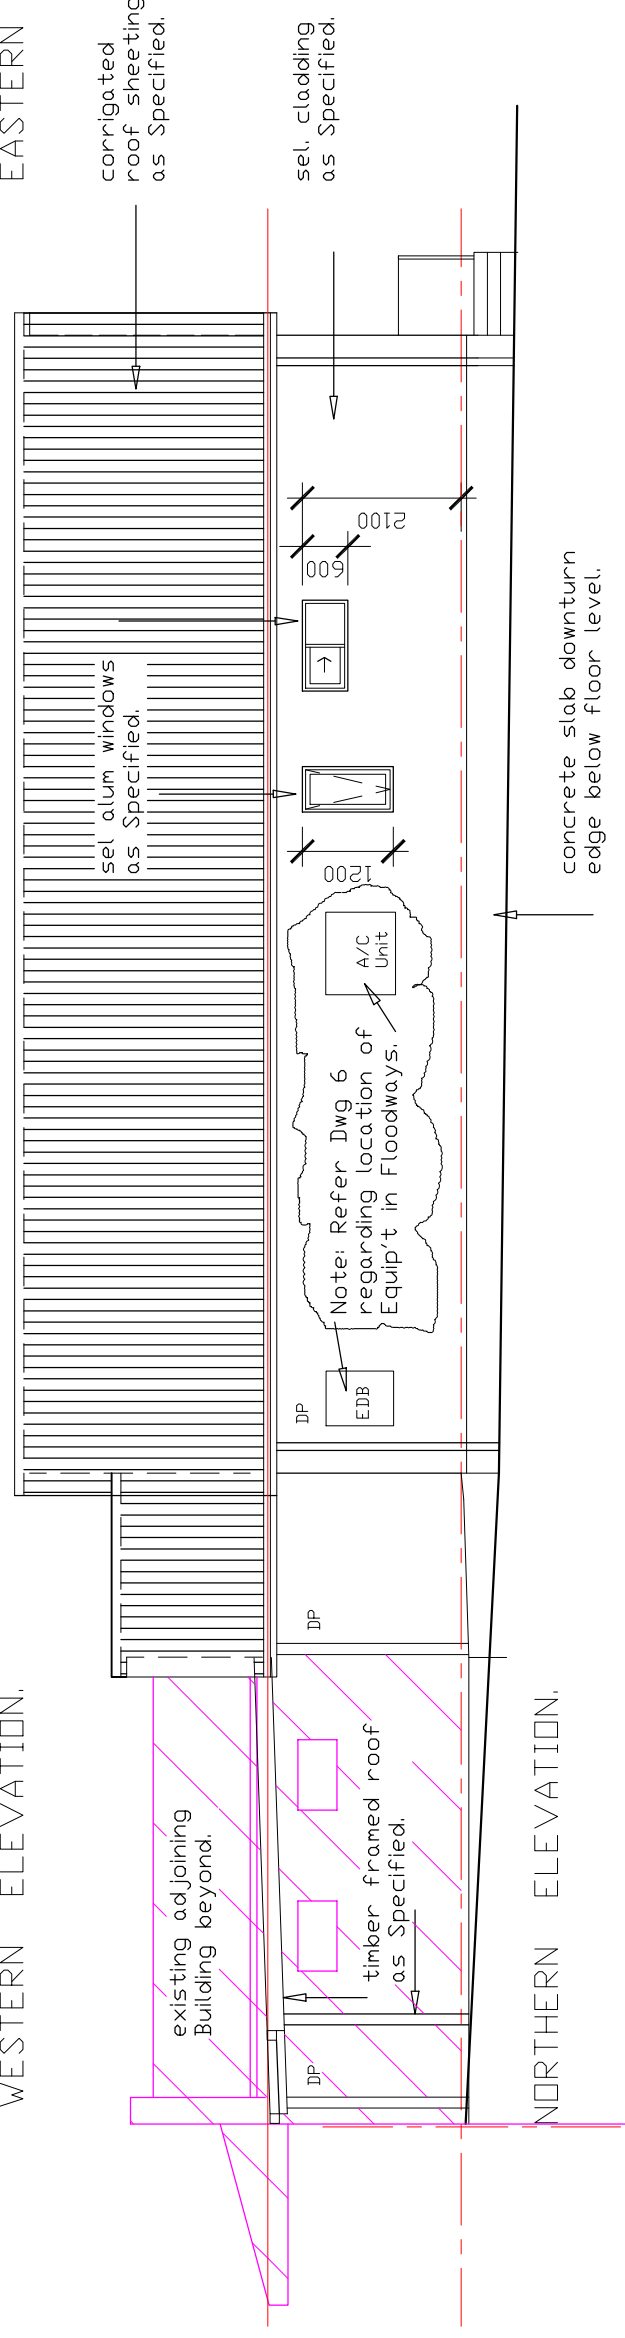 WESTERN ELEVATION.
EASTERN
corrigated
roof sheeting
as Specified.
sel alum windows
as Specified.
existing adjoining
Building beyond.
sel. cladding
as Specified.
DP
DP
DP
EDB
Note: Refer Dwg 6
regarding location of
Equip't in Floodways.
A/C
Unit
1200
600
2100
timber framed roof
as Specified.
NORTHERN ELEVATION.
concrete slab downturn
edge below floor level.